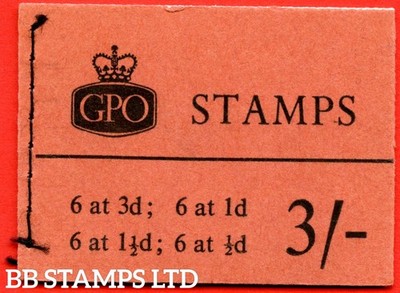 GPO
STAMPS
6 at 3d; 6 at 1d
6 at 1½d; 6 at ½d
3/-
BB STAMPS LTD